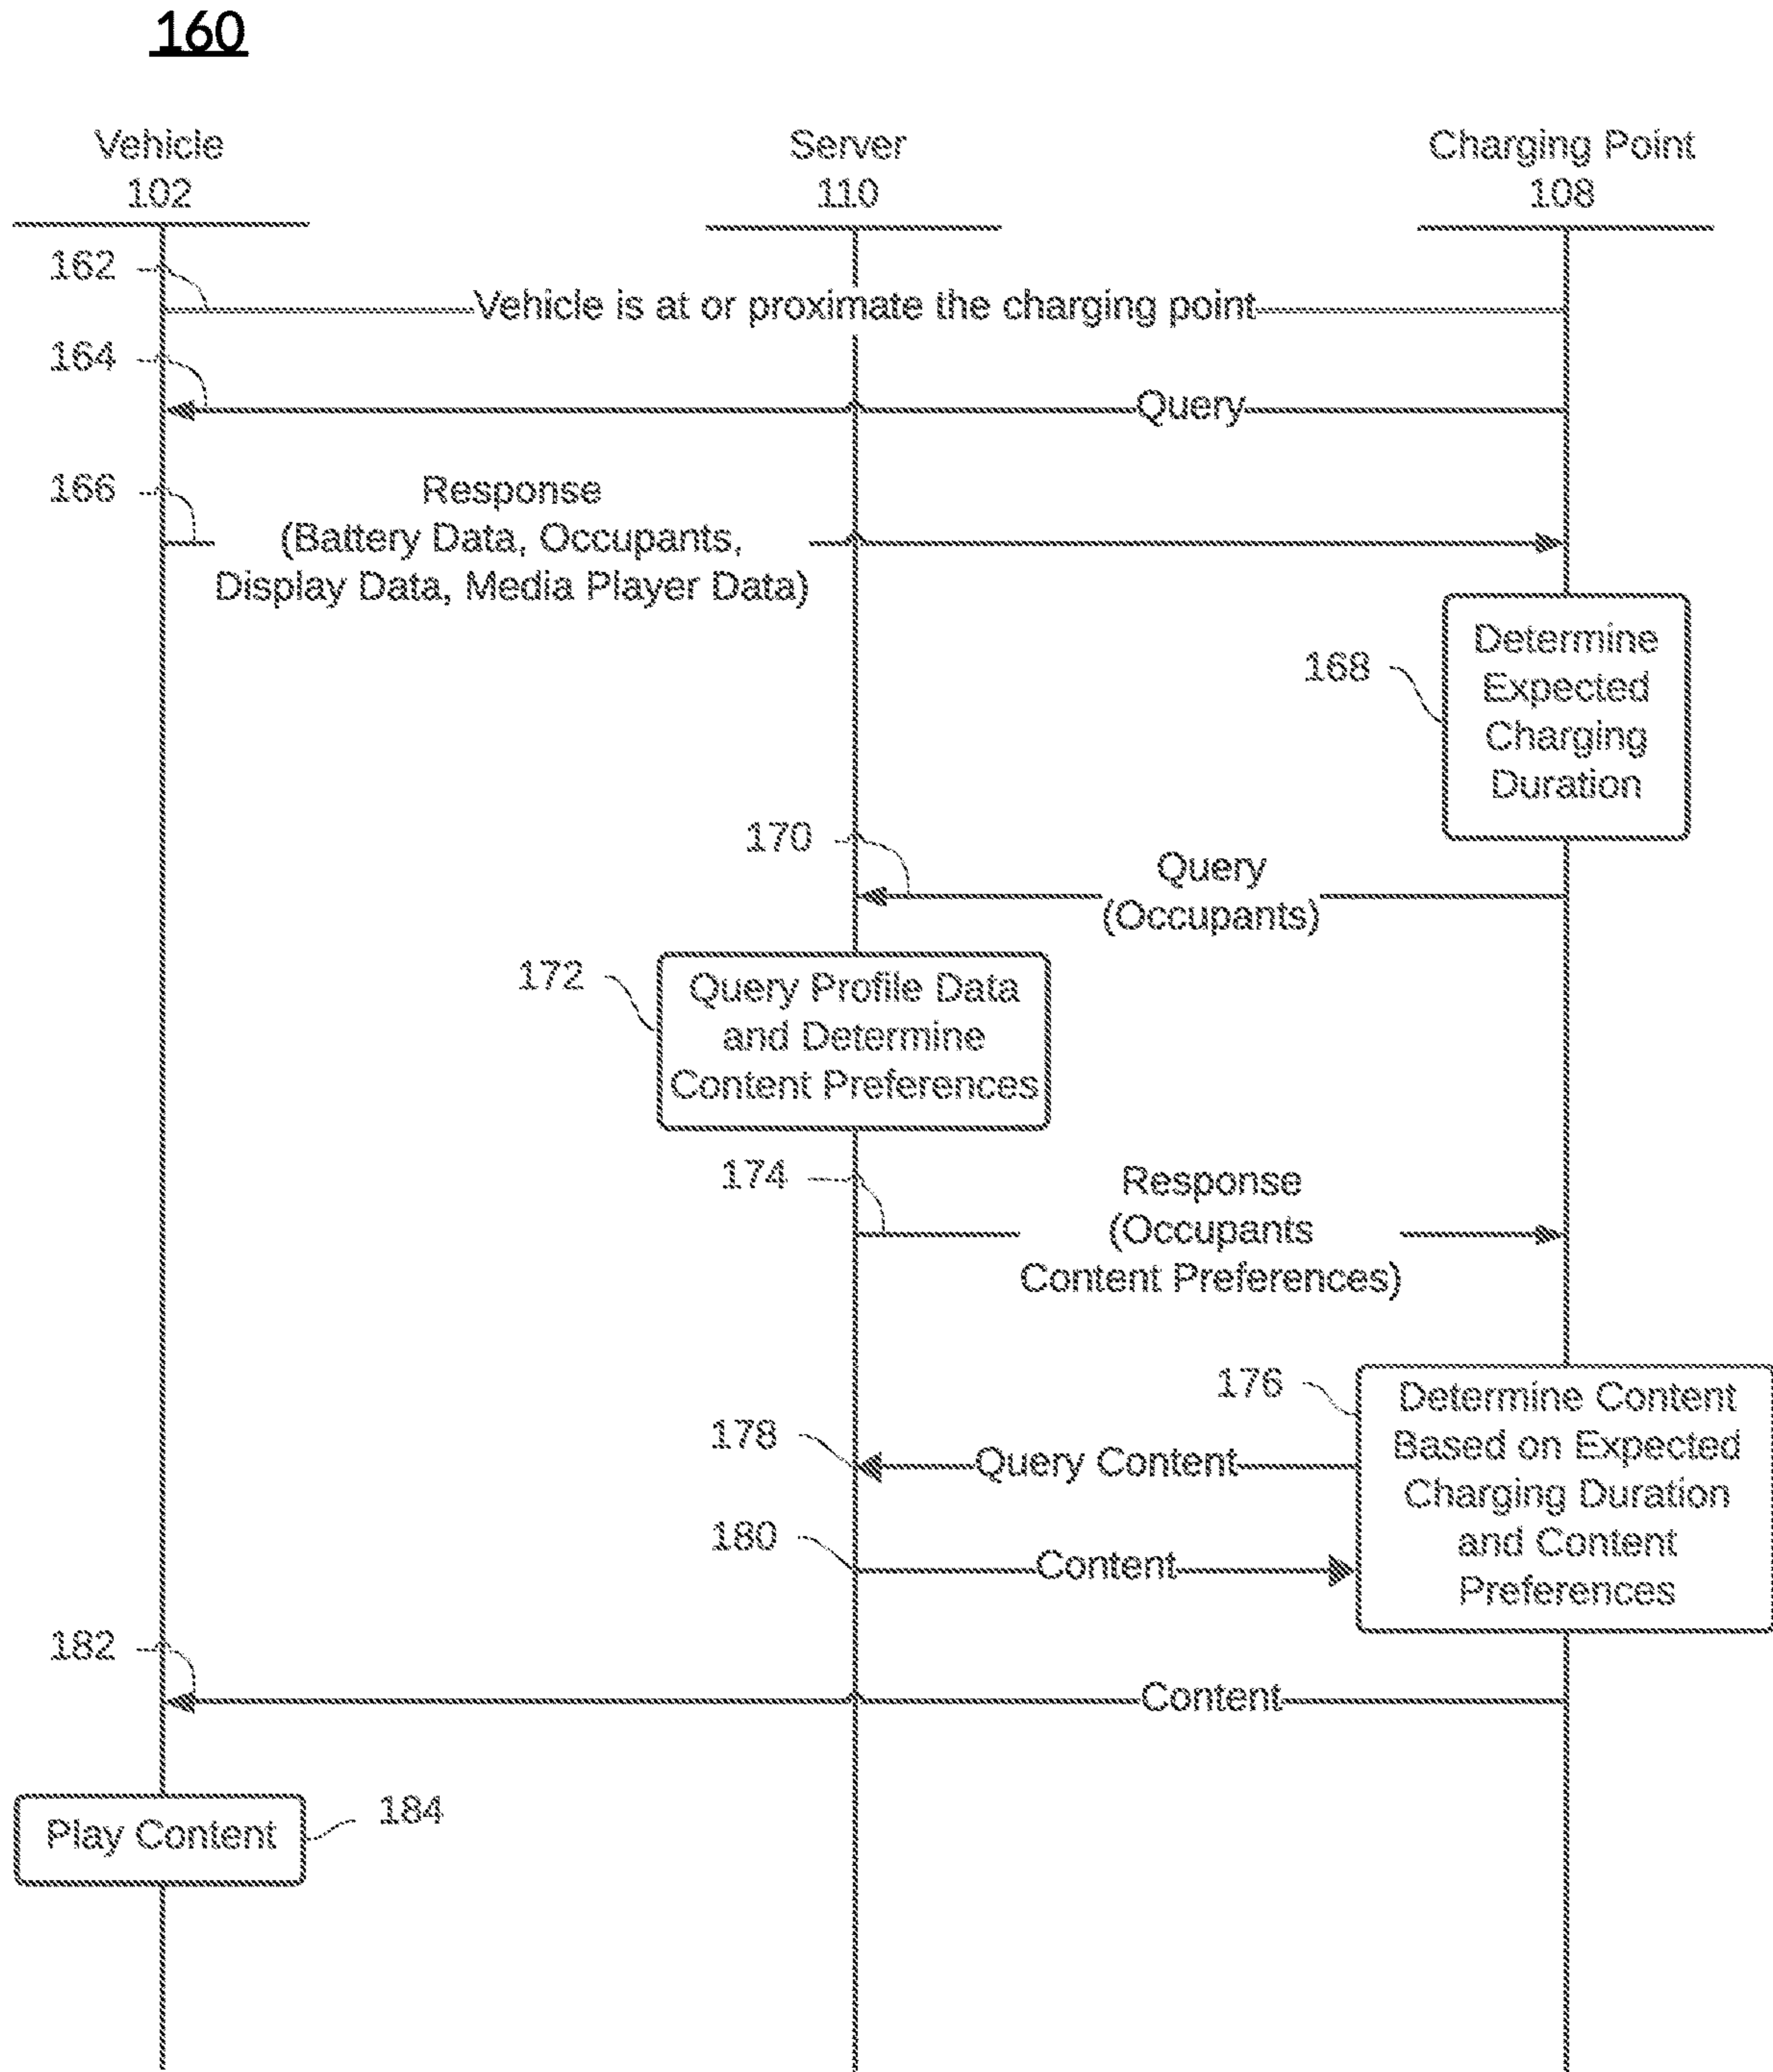 160
Vehicle
102
Server
110
Charging Point
108
162
Vehicle is at or proximate the charging point
164
Query
166
Response
(Battery Data, Occupants,
Display Data, Media Player Data)
168
Determine
Expected
Charging
Duration
170
Query
(Occupants)
172
Query Profile Data
and Determine
Content Preferences
174
Response
(Occupants
Content Preferences)
176
Determine Content
Based on Expected
Charging Duration
and Content
Preferences
178
Query Content
180
Content
182
Content
Play Content
184